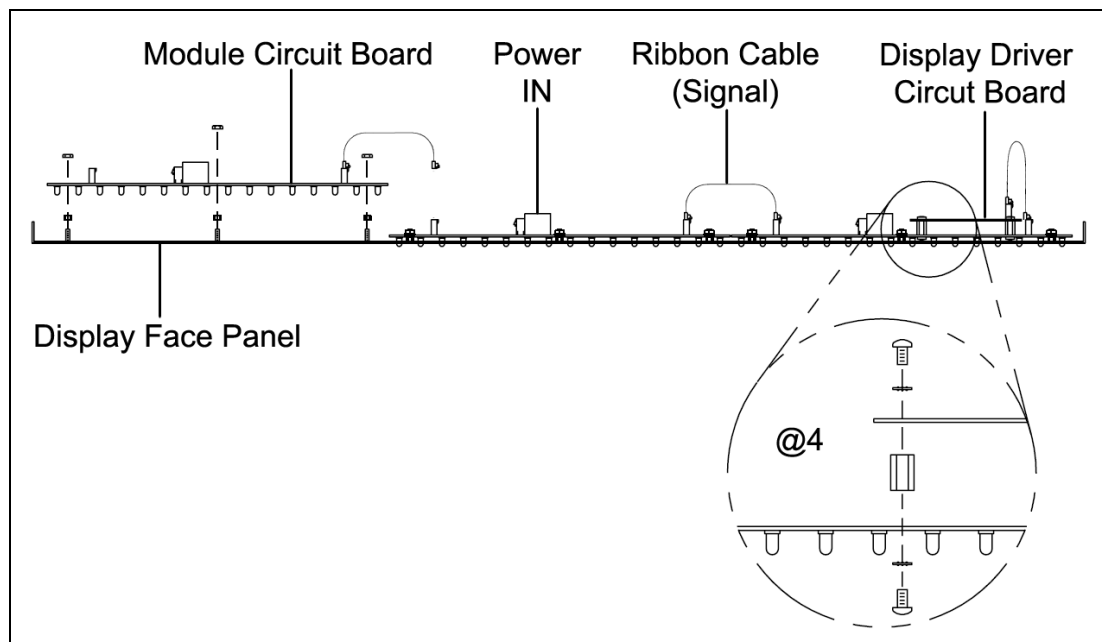 Module Circuit Board
Power
IN
Ribbon Cable
(Signal)
Display Driver
Circut Board
Display Face Panel
@4